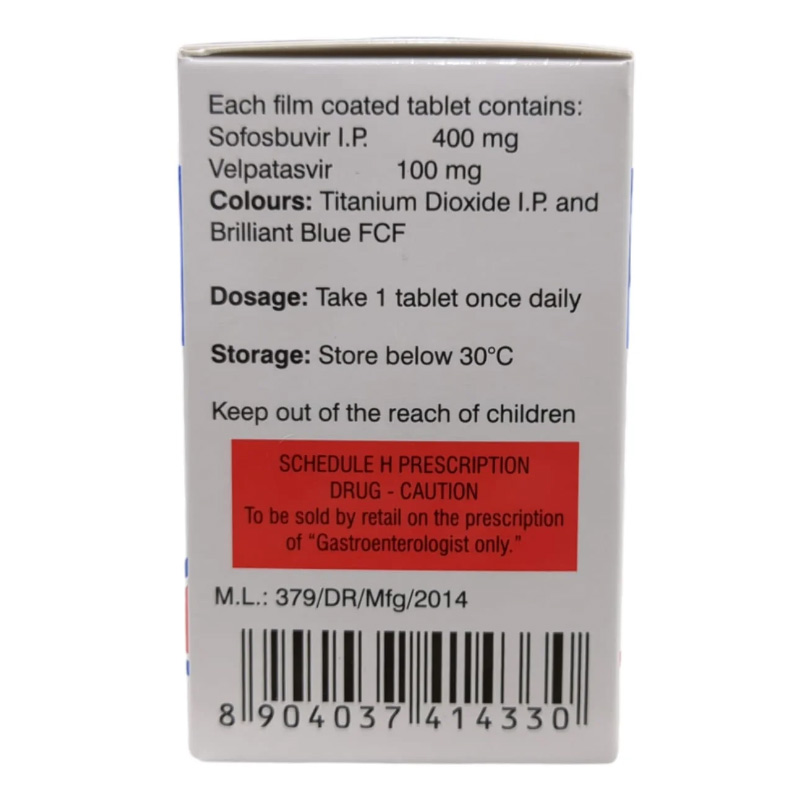 Each film coated tablet contains:
Sofosbuvir I.P. 400 mg
Velpatasvir 100 mg
Colours: Titanium Dioxide I.P. and
Brilliant Blue FCF
Dosage: Take 1 tablet once daily
Storage: Store below 30°C
Keep out of the reach of children
SCHEDULE H PRESCRIPTION
DRUG - CAUTION
To be sold by retail on the prescription
of “Gastroenterologist only.”
M.L.: 379/DR/Mfg/2014
8 904037 414330